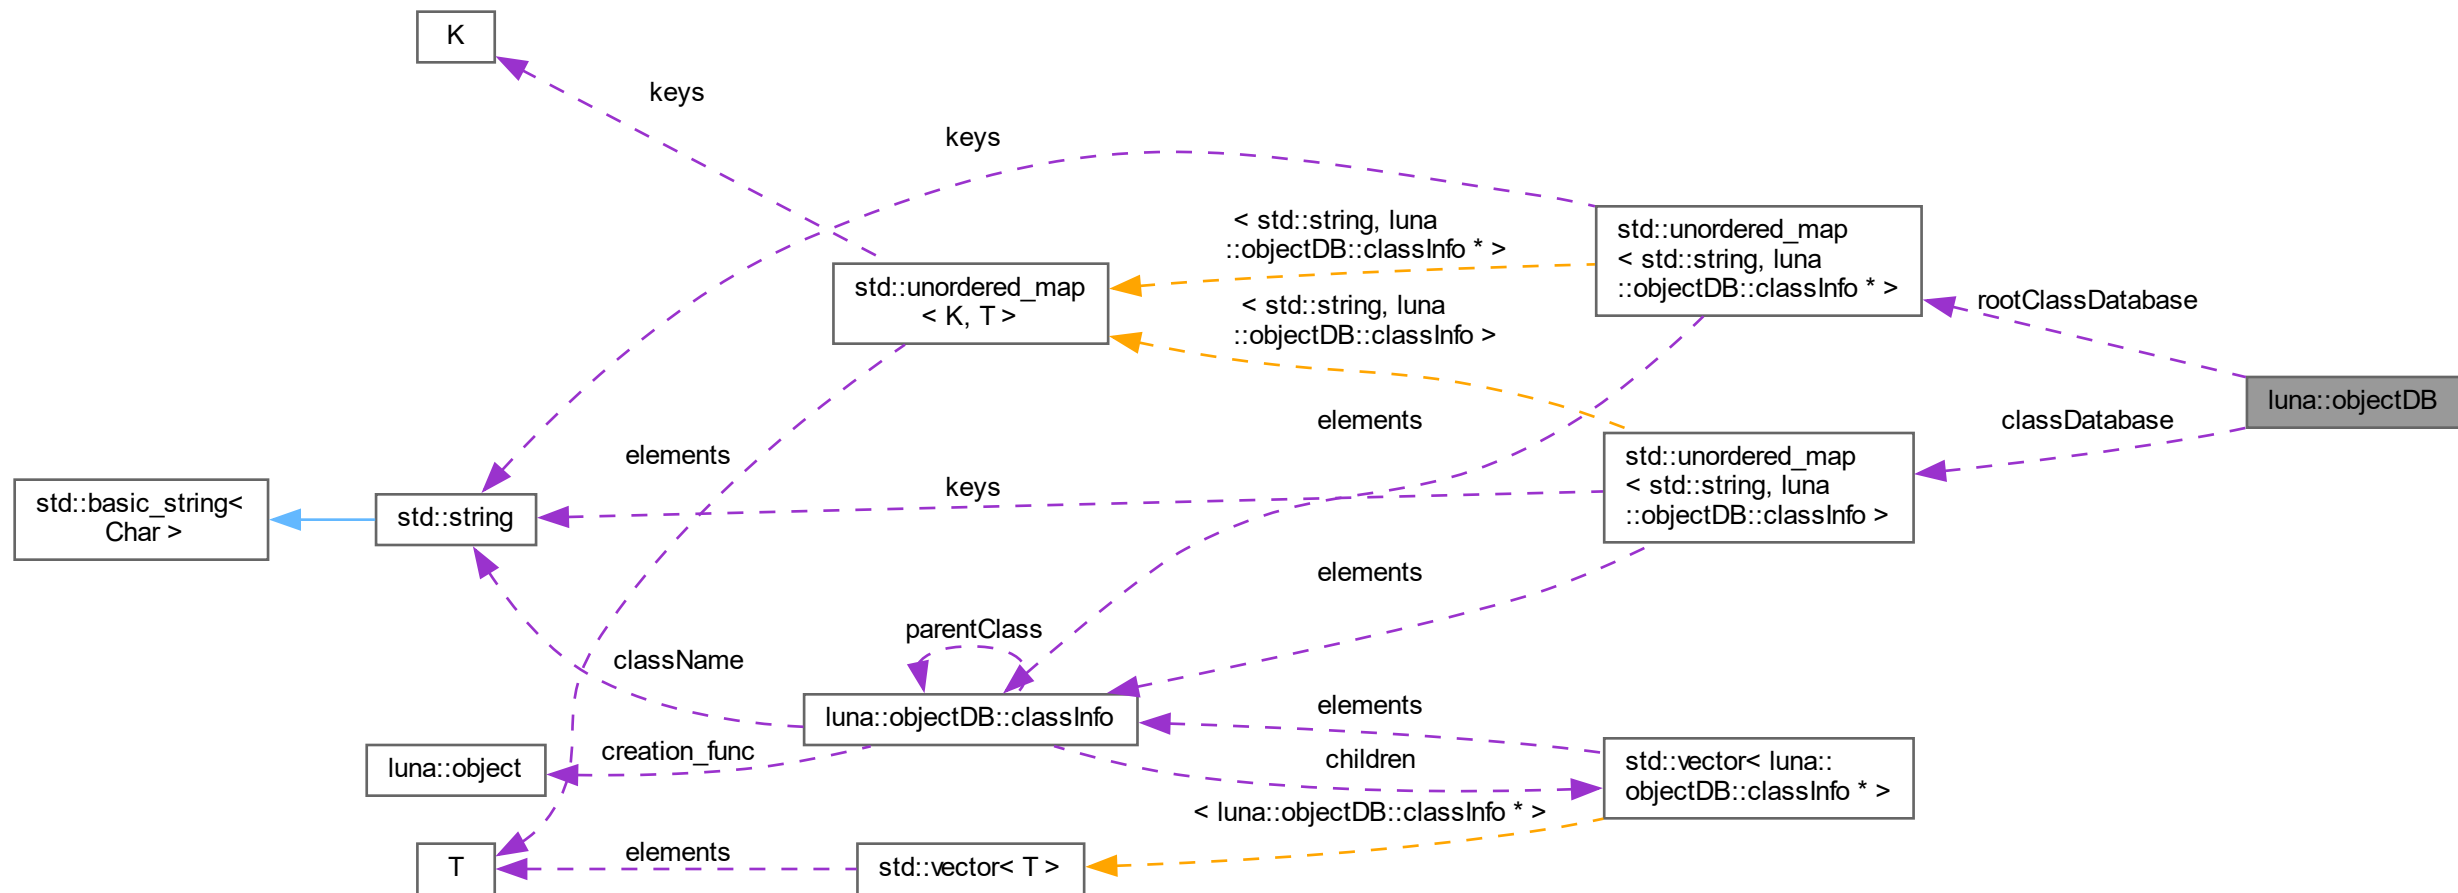 K
keys
keys
< std::string, luna
::objectDB::classInfo * >
std::unordered_map
< std::string, luna
::objectDB::classInfo * >
std::unordered_map
< K, T >
< std::string, luna
::objectDB::classInfo >
rootClassDatabase
luna::objectDB
elements
classDatabase
elements
std::unordered_map
< std::string, luna
::objectDB::classInfo >
keys
std::basic_string<
Char >
std::string
elements
parentClass
className
luna::objectDB::classInfo
elements
creation_func
children
luna::object
std::vector< luna::
objectDB::classInfo * >
< luna::objectDB::classInfo * >
elements
T
std::vector< T >